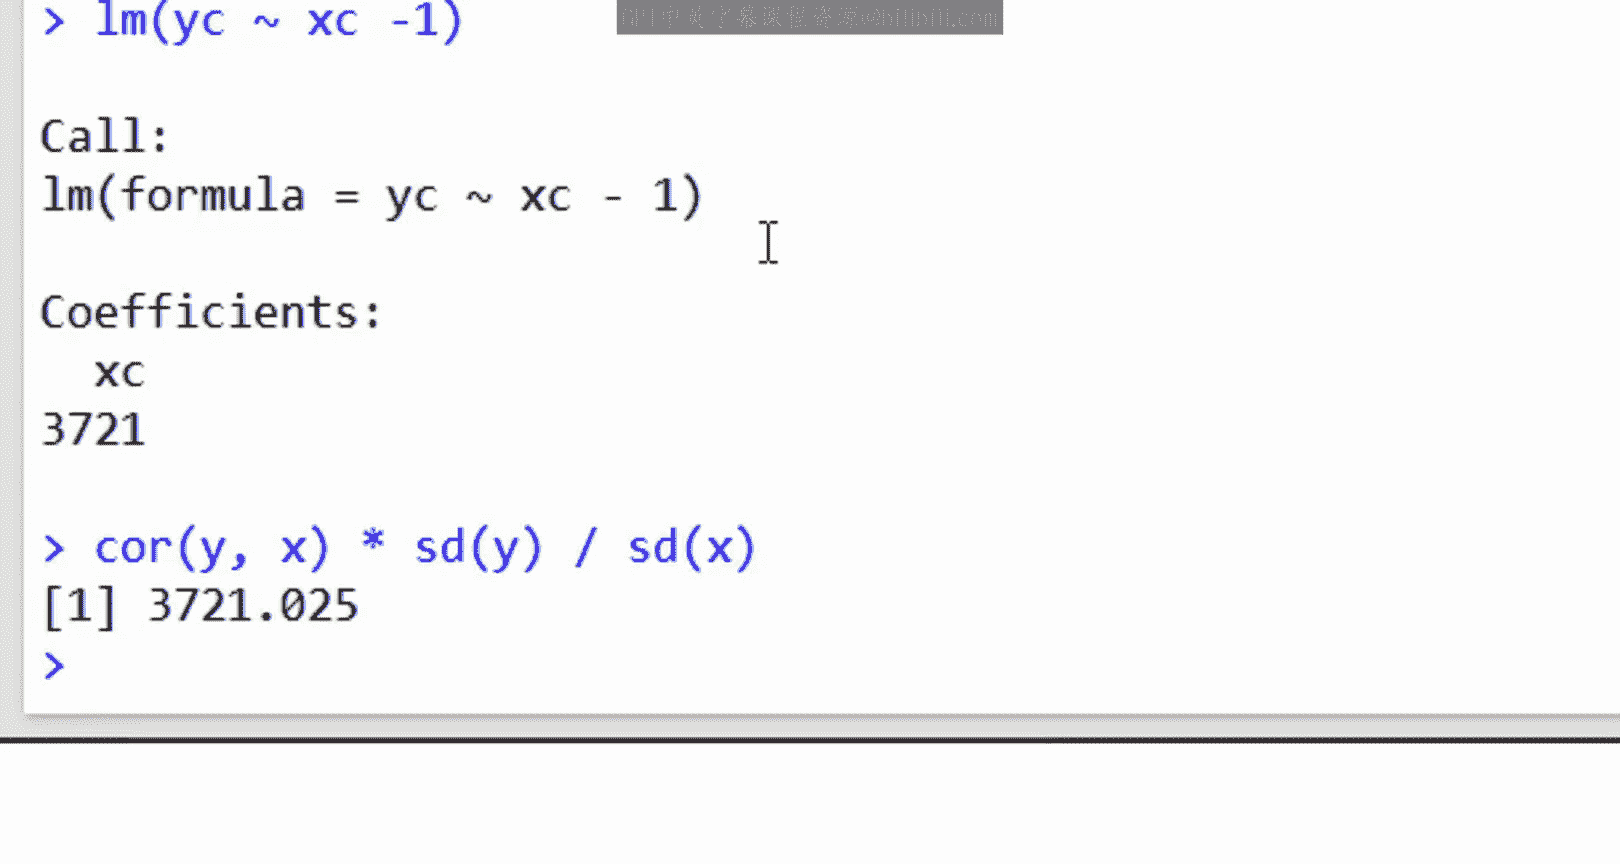 > lm(yc ~ xc -1)
Call:
lm(formula = yc ~ xc - 1)
Coefficients:
xc
3721
> cor(y, x) * sd(y) / sd(x)
[1] 3721.025
>